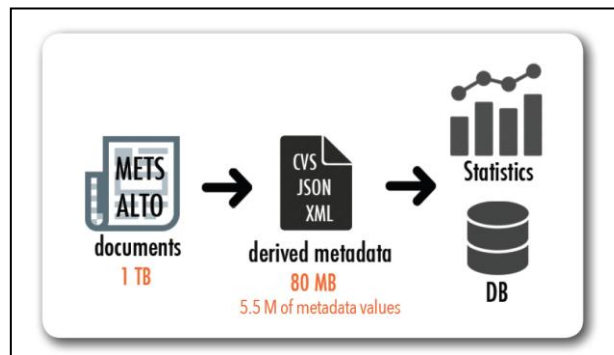 METS
ALTO
documents
1 TB
CVS
JSON
XML
derived metadata
80 MB
5.5 M of metadata values
Statistics
DB